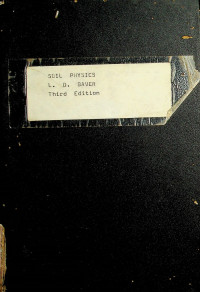 SOIL PHYSICS
L. D. BAVER
Third Edition